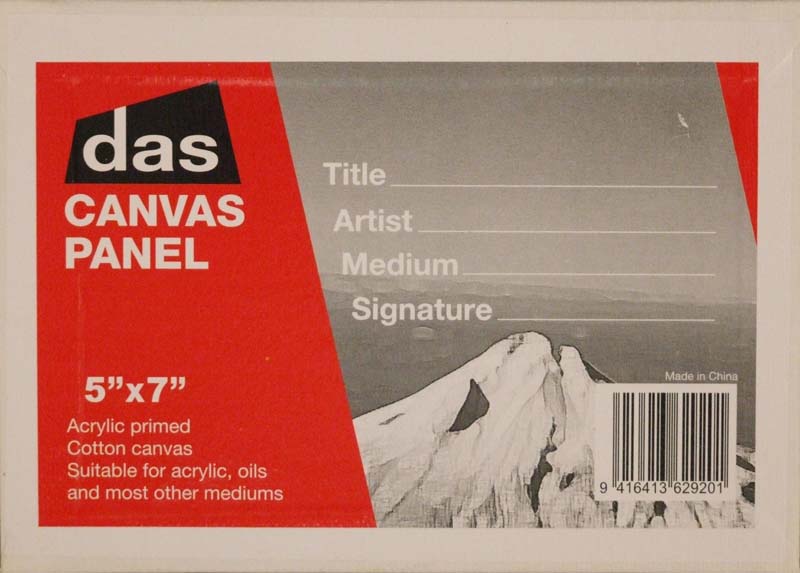 das
CANVAS
PANEL
5”x7”
Acrylic primed
Cotton canvas
Suitable for acrylic, oils
and most other mediums
Title
Artist
Medium
Signature
Made in China
9 416413 629201